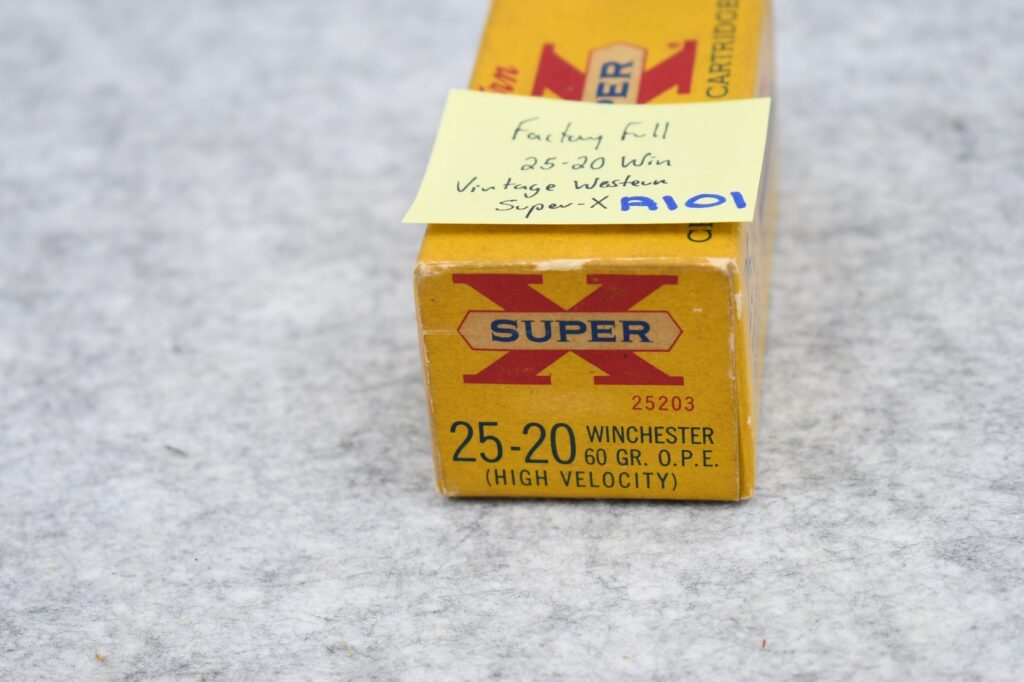 PER
CARTRIDGE
Factory Full
25-20 Win
Vintage Western
Super-X A101
SUPER X
25203
25-20 WINCHESTER
60 GR. O.P.E.
(HIGH VELOCITY)